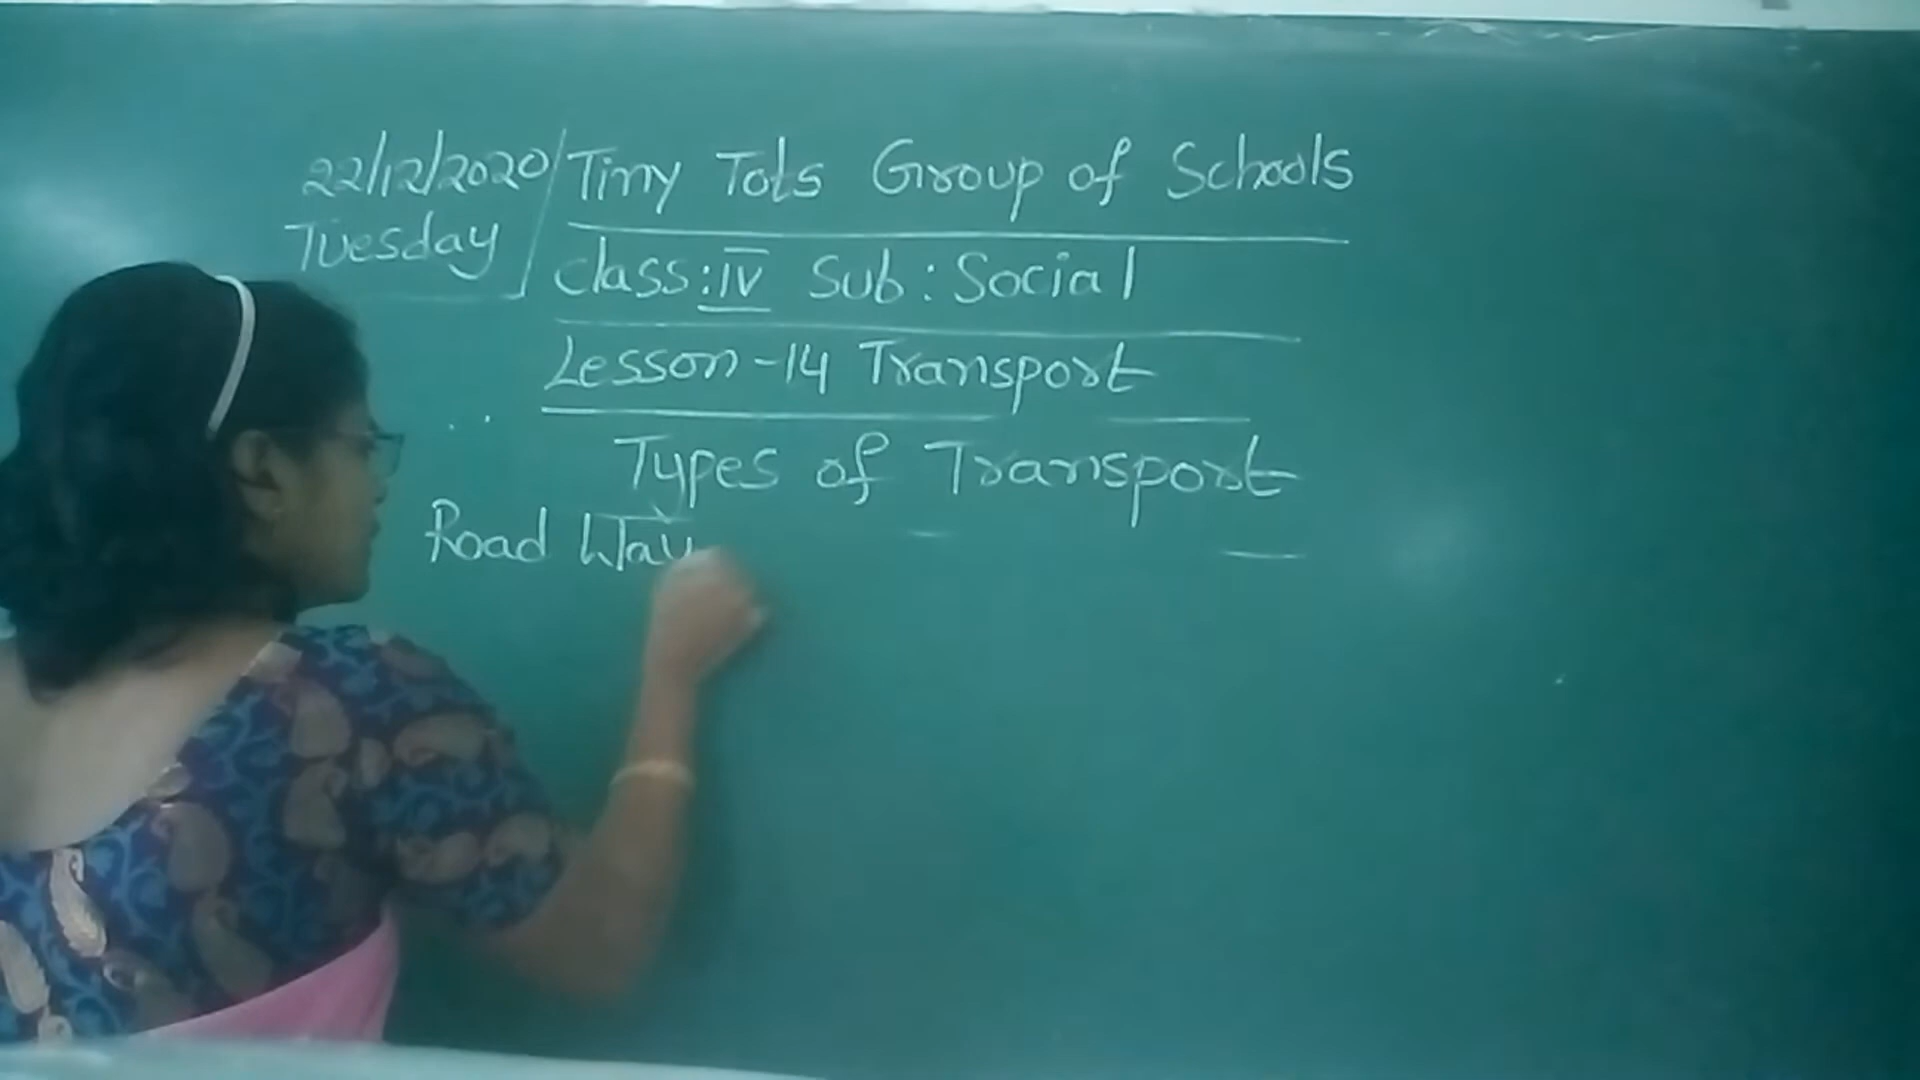 22/12/2020 Tiny Tots Group of Schools
Tuesday
Class: IV Sub: Social
Lesson-14 Transport
Types of Transport
Road Way